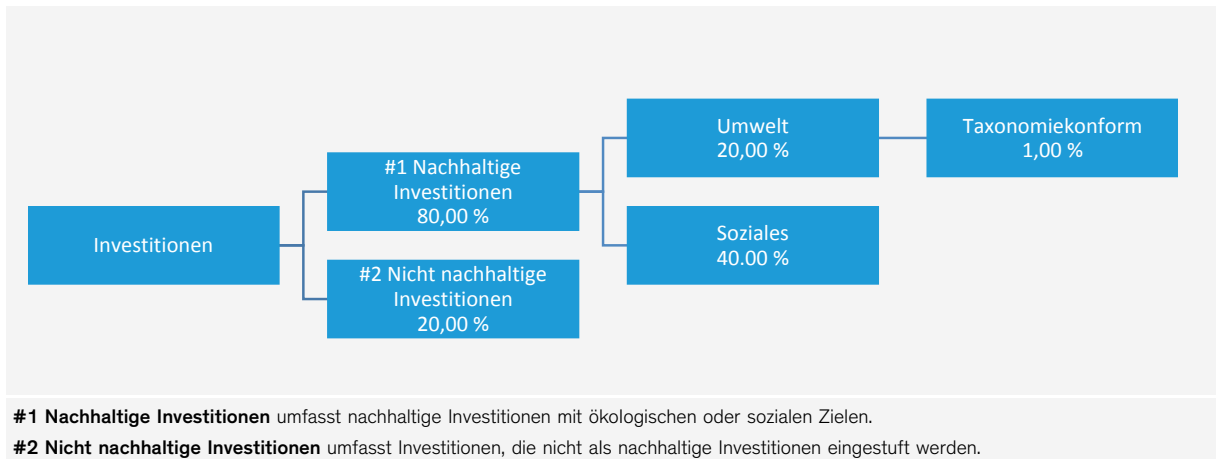 Investitionen
#1 Nachhaltige
Investitionen
80,00 %
#2 Nicht nachhaltige
Investitionen
20,00 %
Umwelt
20,00 %
Soziales
40.00 %
Taxonomiekonform
1,00 %
#1 Nachhaltige Investitionen umfasst nachhaltige Investitionen mit ökologischen oder sozialen Zielen.
#2 Nicht nachhaltige Investitionen umfasst Investitionen, die nicht als nachhaltige Investitionen eingestuft werden.